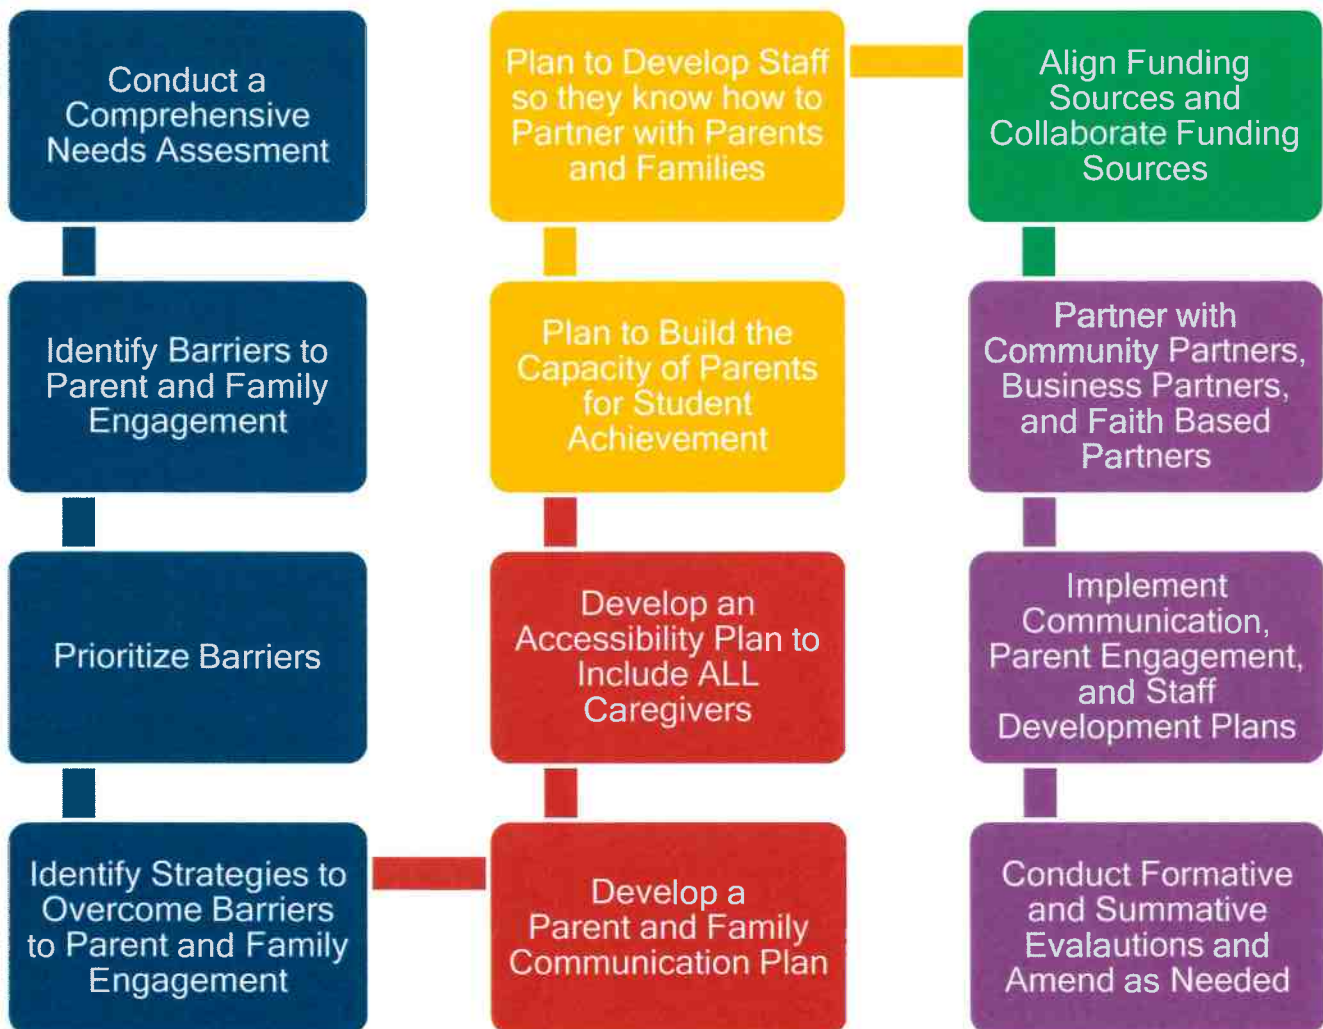 Conduct a
Comprehensive
Needs Assesment
Identify Barriers to
Parent and Family
Engagement
Prioritize Barriers
Identify Strategies to
Overcome Barriers
to Parent and Family
Engagement
Develop a
Parent and Family
Communication Plan
Develop an
Accessibility Plan to
Include ALL
Caregivers
Plan to Build the
Capacity of Parents
for Student
Achievement
Plan to Develop Staff
so they know how to
Partner with Parents
and Families
Align Funding
Sources and
Collaborate Funding
Sources
Partner with
Community Partners,
Business Partners,
and Faith Based
Partners
Implement
Communication,
Parent Engagement,
and Staff
Development Plans
Conduct Formative
and Summative
Evalautions and
Amend as Needed